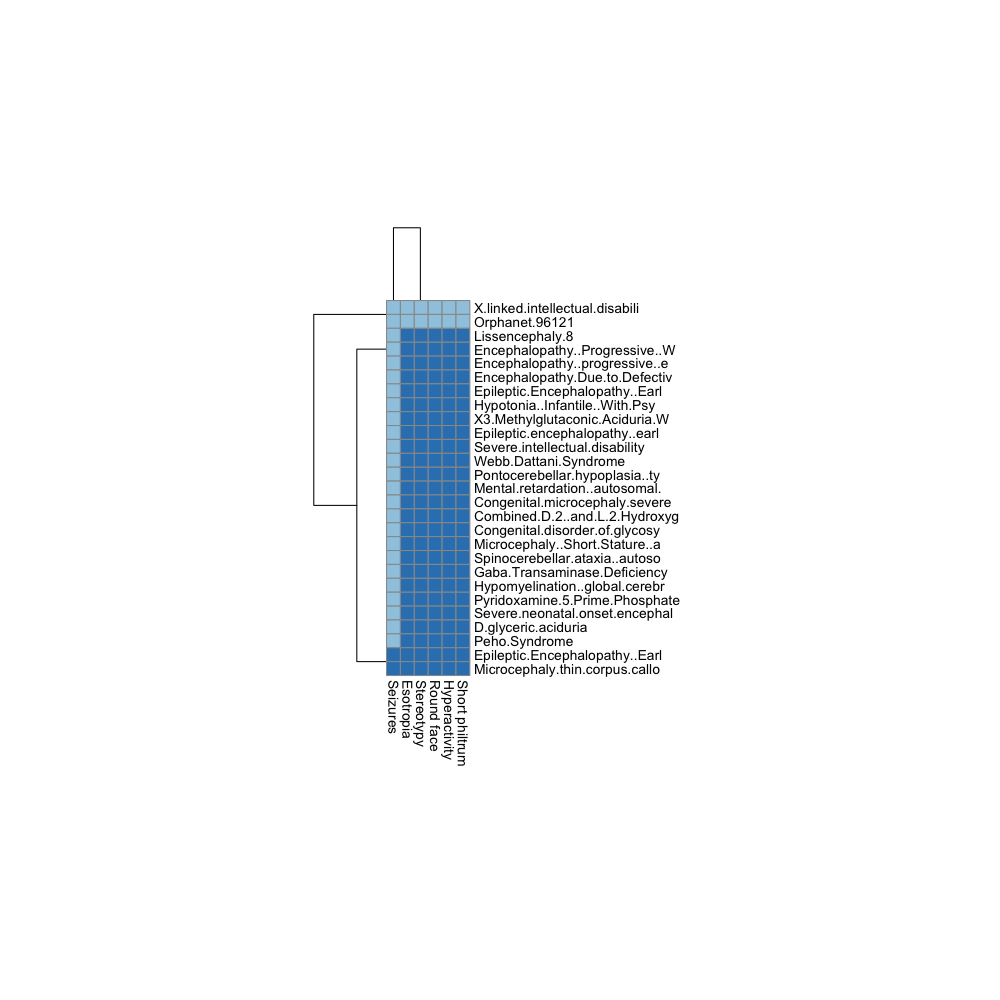 X.linked.intellectual.disabili
Orphanet.96121
Lissencephaly.8
Encephalopathy..Progressive..W
Encephalopathy..progressive..e
Encephalopathy.Due.to.Defectiv
Epileptic.Encephalopathy..Earl
Hypotonia..Infantile..With.Psy
X3.Methylglutaconic.Aciduria.W
Epileptic.encephalopathy..earl
Severe.intellectual.disability
Webb.Dattani.Syndrome
Pontocerebellar.hypoplasia..ty
Mental.retardation..autosomal.
Congenital.microcephaly.severe
Combined.D.2..and.L.2.Hydroxyg
Congenital.disorder.of.glycosy
Microcephaly..Short.Stature..a
Spinocerebellar.ataxia..autoso
Gaba.Transaminase.Deficiency
Hypomyelination..global.cerebr
Pyridoxamine.5.Prime.Phosphate
Severe.neonatal.onset.encephal
D.glyceric.aciduria
Peho.Syndrome
Epileptic.Encephalopathy..Earl
Microcephaly.thin.corpus.callo
Seizures
Esotropia
Stereotypy
Round face
Hyperactivity
Short philtrum